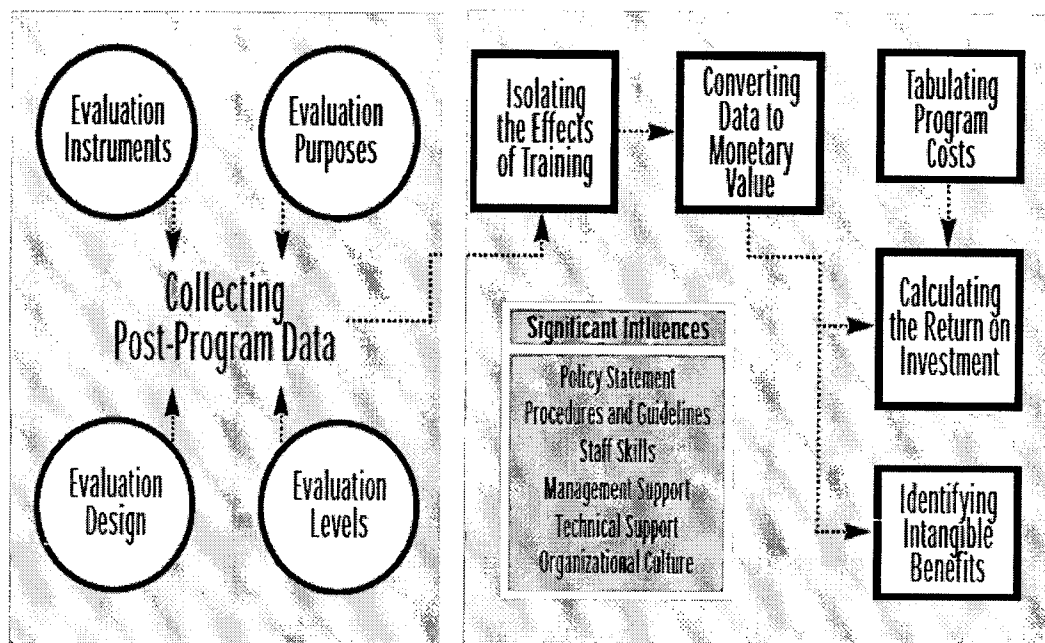 Evaluation
Instruments
Evaluation
Purposes
Collecting
Post-Program Data
Evaluation
Design
Evaluation
Levels
Isolating
the Effects
of Training
Converting
Data to
Monetary
Value
Tabulating
Program
Costs
Calculating
the Return on
Investment
Significant Influences
Policy Statement
Procedures and Guidelines
Staff Skills
Management Support
Technical Support
Organizational Culture
Identifying
Intangible
Benefits